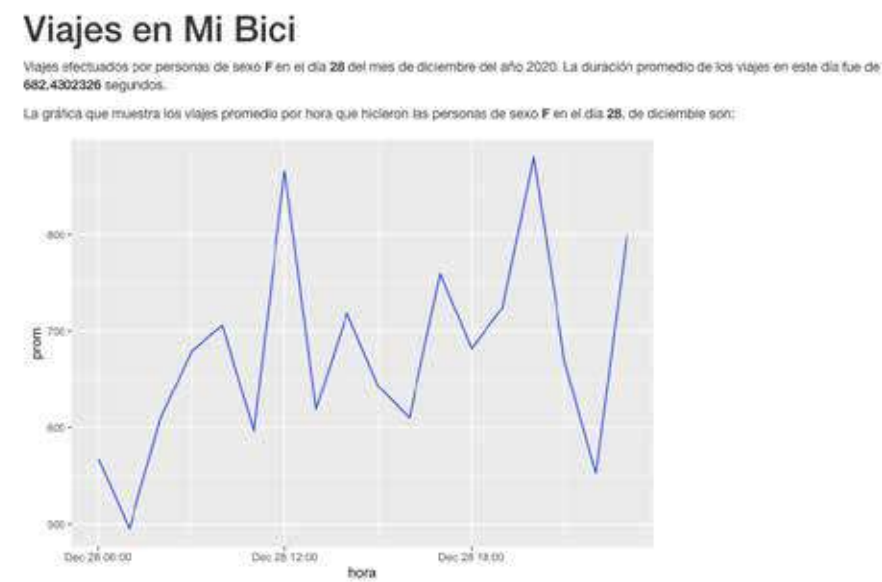 Viajes en Mi Bici
Viajes efectuados por personas de sexo F en el día 28 del mes de diciembre del año 2020. La duración promedio de los viajes en este día fue de
682.4302326 segundos.
La gráfica que muestra los viajes promedio por hora que hicieron las personas de sexo F en el día 28, de diciembre son:
800
700
prom
600
500
Dec 28 06:00 Dec 28 12:00 Dec 28 18:00
hora